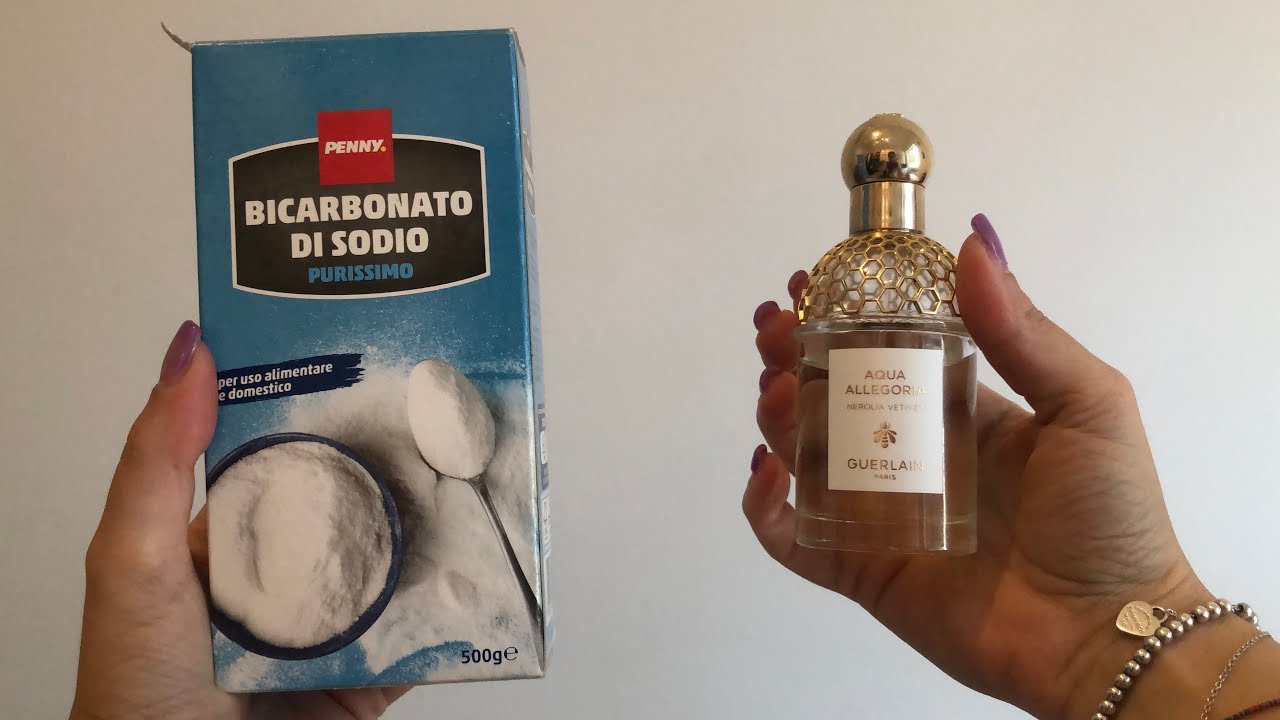 PENNY.
BICARBONATO
DI SODIO
PURISSIMO
per uso alimentare
e domestico
500g℮
AQUA
ALLEGORIA
NEROLIA VETIVER
GUERLAIN
PARIS